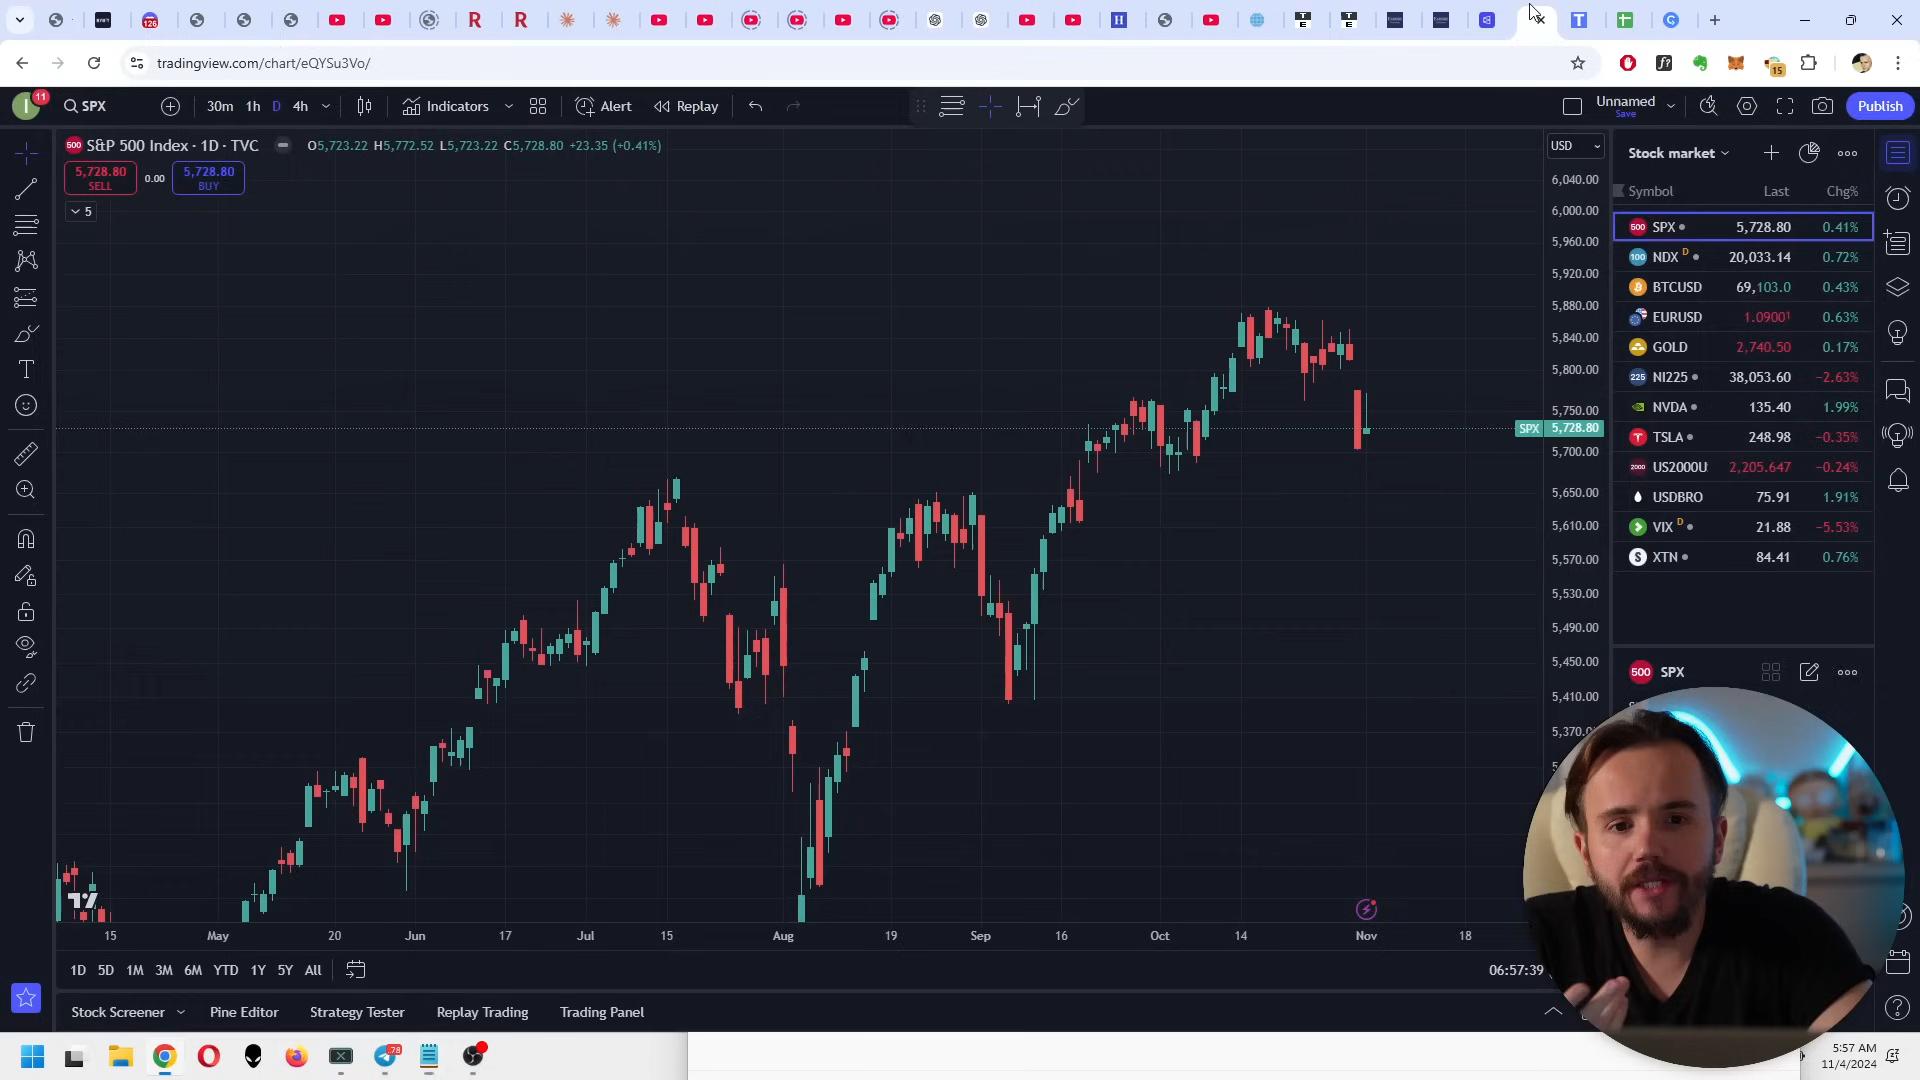 126
R
R
H
T
E
T
E
T
tradingview.com/chart/eQYSu3Vo/
f?
15
I
11
SPX
30m
1h
D
4h
Indicators
Alert
Replay
Unnamed
Save
Publish
500
S&P 500 Index · 1D · TVC
O5,723.22 H5,772.52 L5,723.22 C5,728.80 +23.35 (+0.41%)
5,728.80
SELL
0.00
5,728.80
BUY
5
USD
6,040.00
6,000.00
5,960.00
5,920.00
5,880.00
5,840.00
5,800.00
5,750.00
SPX 5,728.80
5,700.00
5,650.00
5,610.00
5,570.00
5,530.00
5,490.00
5,450.00
5,410.00
5,370.00
Stock market
Symbol Last Chg%
500 SPX 5,728.80 0.41%
100 NDX D 20,033.14 0.72%
BTCUSD 69,103.0 0.43%
EURUSD 1.09001 0.63%
GOLD 2,740.50 0.17%
225 NI225 38,053.60 −2.63%
NVDA 135.40 1.99%
TSLA 248.98 −0.35%
2000 US2000U 2,205.647 −0.24%
USDBRO 75.91 1.91%
VIX D 21.88 −5.53%
S XTN 84.41 0.76%
500 SPX
15 May 20 Jun 17 Jul 15 Aug 19 Sep 16 Oct 14 Nov 18
1D 5D 1M 3M 6M YTD 1Y 5Y All
06:57:39
Stock Screener
Pine Editor
Strategy Tester
Replay Trading
Trading Panel
78
5:57 AM
11/4/2024